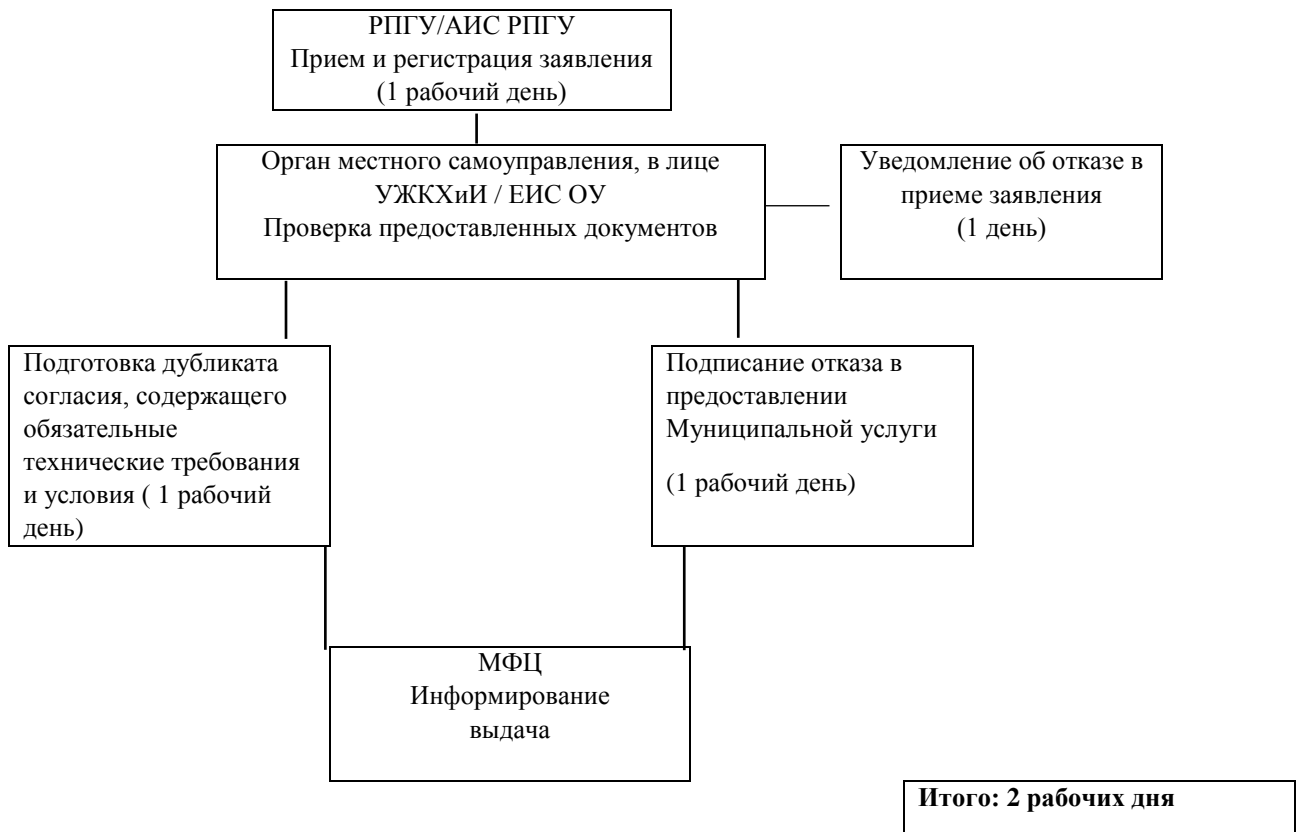 РПГУ/АИС РПГУ
Прием и регистрация заявления
(1 рабочий день)
Орган местного самоуправления, в лице
УЖКХиИ / ЕИС ОУ
Проверка предоставленных документов
Уведомление об отказе в
приеме заявления
(1 день)
Подготовка дубликата
согласия, содержащего
обязательные
технические требования
и условия ( 1 рабочий
день)
Подписание отказа в
предоставлении
Муниципальной услуги
(1 рабочий день)
МФЦ
Информирование
выдача
Итого: 2 рабочих дня